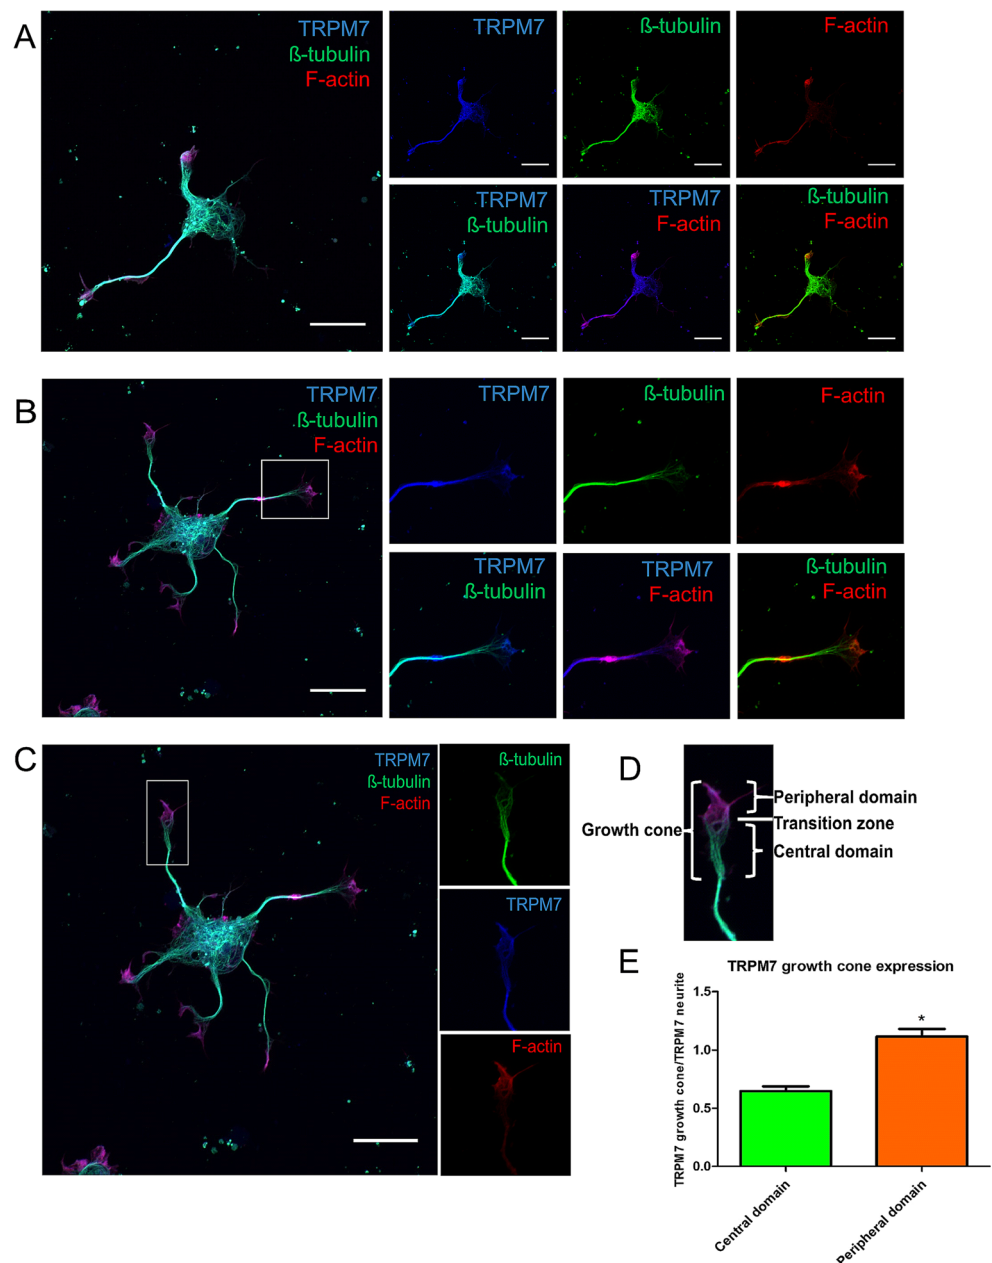 A
TRPM7
ß-tubulin
F-actin
TRPM7
ß-tubulin
F-actin
TRPM7
ß-tubulin
TRPM7
F-actin
ß-tubulin
F-actin
B
TRPM7
ß-tubulin
F-actin
TRPM7
ß-tubulin
F-actin
TRPM7
ß-tubulin
TRPM7
F-actin
ß-tubulin
F-actin
C
TRPM7
ß-tubulin
F-actin
ß-tubulin
TRPM7
F-actin
D
Growth cone
Peripheral domain
Transition zone
Central domain
E
TRPM7 growth cone expression
TRPM7 growth cone/TRPM7 neurite
1.5
1.0
0.5
0.0
*
Central domain
Peripheral domain